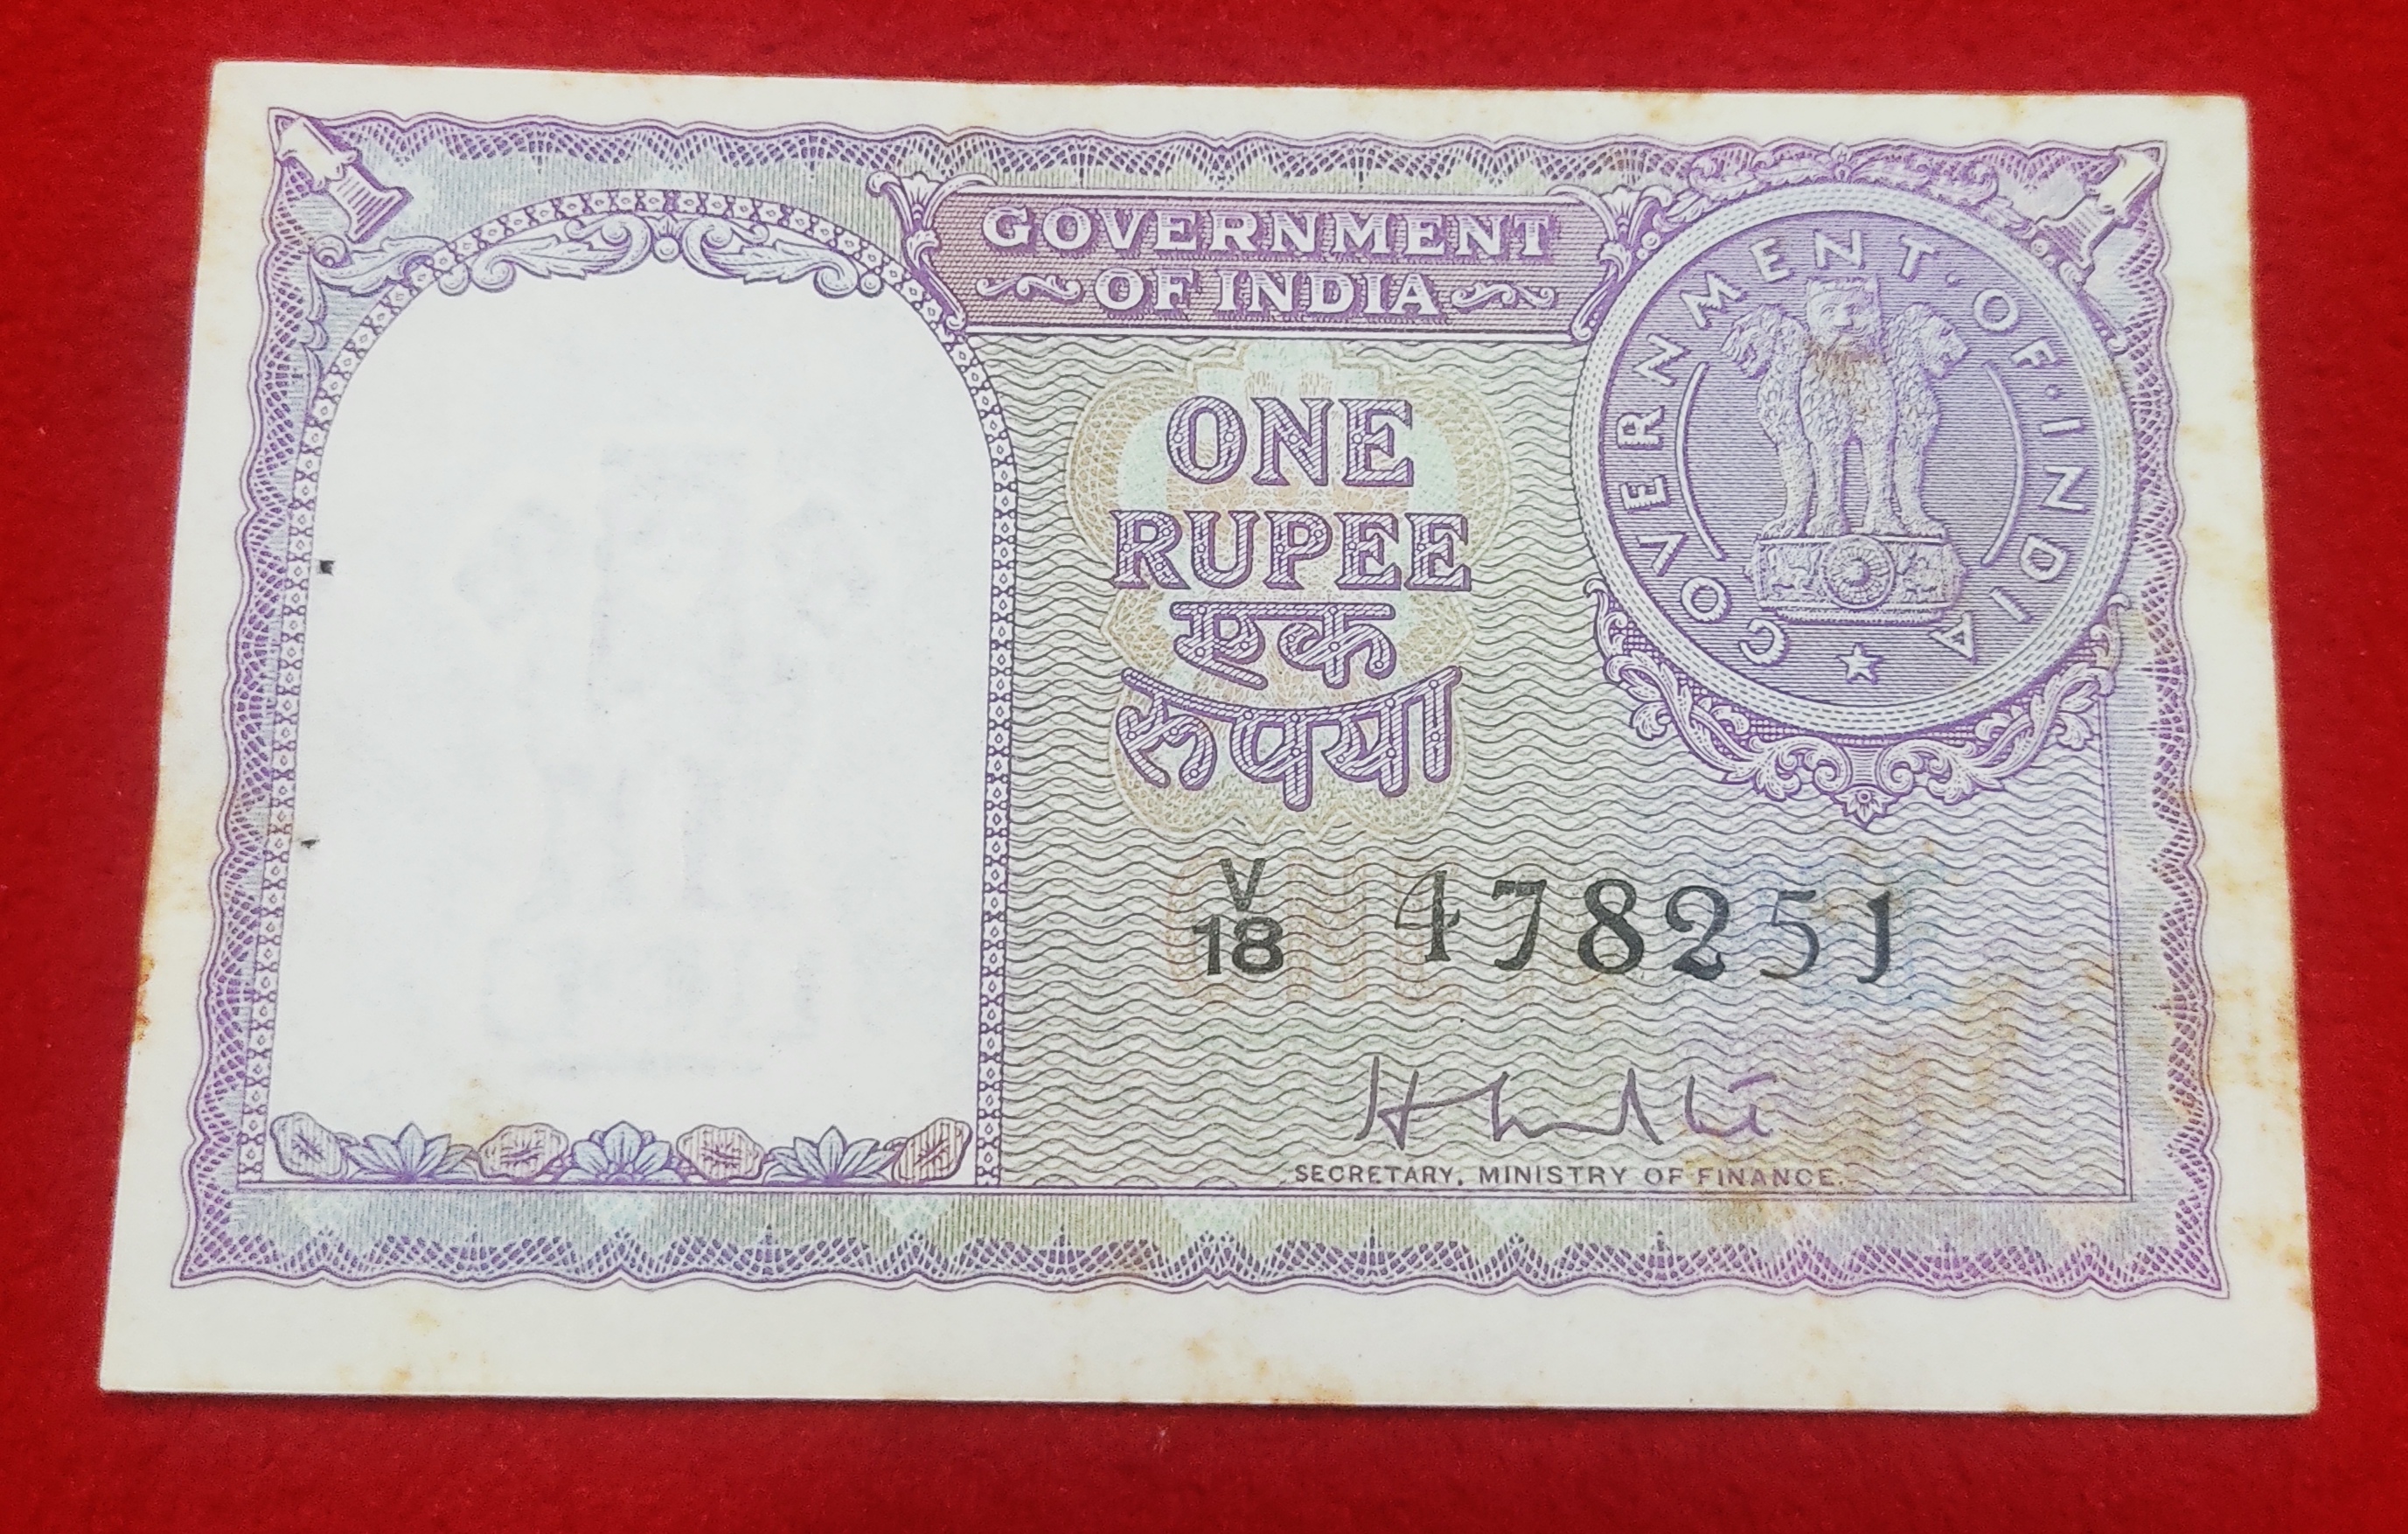 GOVERNMENT
OF INDIA
GOVERNMENT · OF · INDIA
ONE
RUPEE
एक
रुपया
V
18 478251
SECRETARY, MINISTRY OF FINANCE.